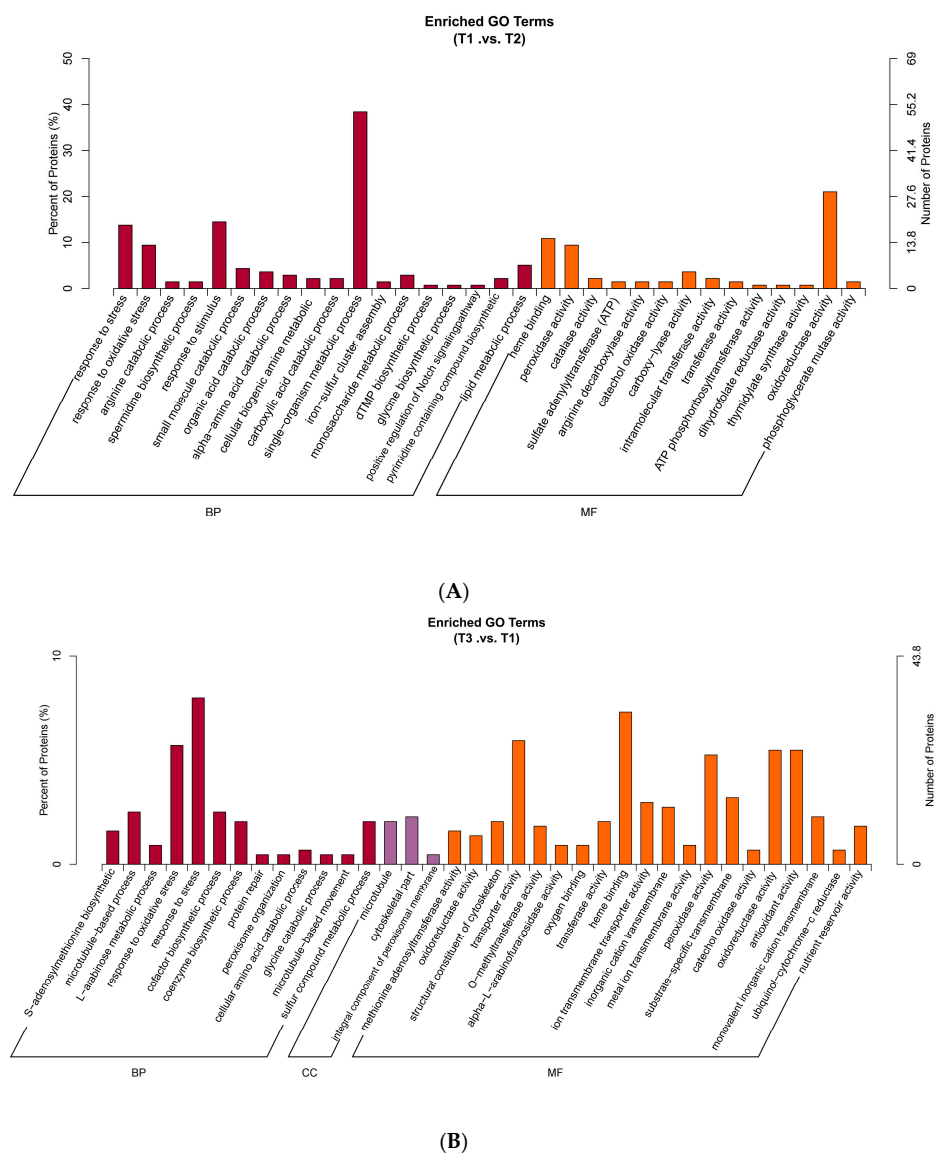 Enriched GO Terms
(T1 .vs. T2)
Percent of Proteins (%)
50
40
30
20
10
0
Number of Proteins
69
55.2
41.4
27.6
13.8
0
response to stress
response to oxidative stress
arginine catabolic process
spermidine biosynthetic process
response to stimulus
small molecule catabolic process
organic acid catabolic process
alpha−amino acid catabolic process
cellular biogenic amine metabolic
carboxylic acid catabolic process
single−organism metabolic process
iron−sulfur cluster assembly
monosaccharide metabolic process
dTMP biosynthetic process
glycine biosynthetic process
positive regulation of Notch signalingpathway
pyrimidine containing compound biosynthetic
lipid metabolic process
heme binding
peroxidase activity
catalase activity
sulfate adenylyltransferase (ATP)
arginine decarboxylase activity
catechol oxidase activity
carboxy−lyase activity
intramolecular transferase activity
transferase activity
ATP phosphoribosyltransferase activity
dihydrofolate reductase activity
thymidylate synthase activity
oxidoreductase activity
phosphoglycerate mutase activity
BP
MF
(A)
Enriched GO Terms
(T3 .vs. T1)
Percent of Proteins (%)
10
0
Number of Proteins
43.8
0
S−adenosylmethionine biosynthetic
microtubule−based process
L−arabinose metabolic process
response to oxidative stress
response to stress
cofactor biosynthetic process
coenzyme biosynthetic process
protein repair
peroxisome organization
cellular amino acid catabolic process
glycine catabolic process
microtubule−based movement
sulfur compound metabolic process
microtubule
cytoskeletal part
integral component of peroxisomal membrane
methionine adenosyltransferase activity
oxidoreductase activity
structural constituent of cytoskeleton
transporter activity
O−methyltransferase activity
alpha−L−arabinofuranosidase activity
oxygen binding
transferase activity
heme binding
ion transmembrane transporter activity
inorganic cation transmembrane
metal ion transmembrane activity
peroxidase activity
substrate−specific transmembrane
catechol oxidase activity
oxidoreductase activity
antioxidant activity
monovalent inorganic cation transmembrane
ubiquinol−cytochrome−c reductase
nutrient reservoir activity
BP
CC
MF
(B)